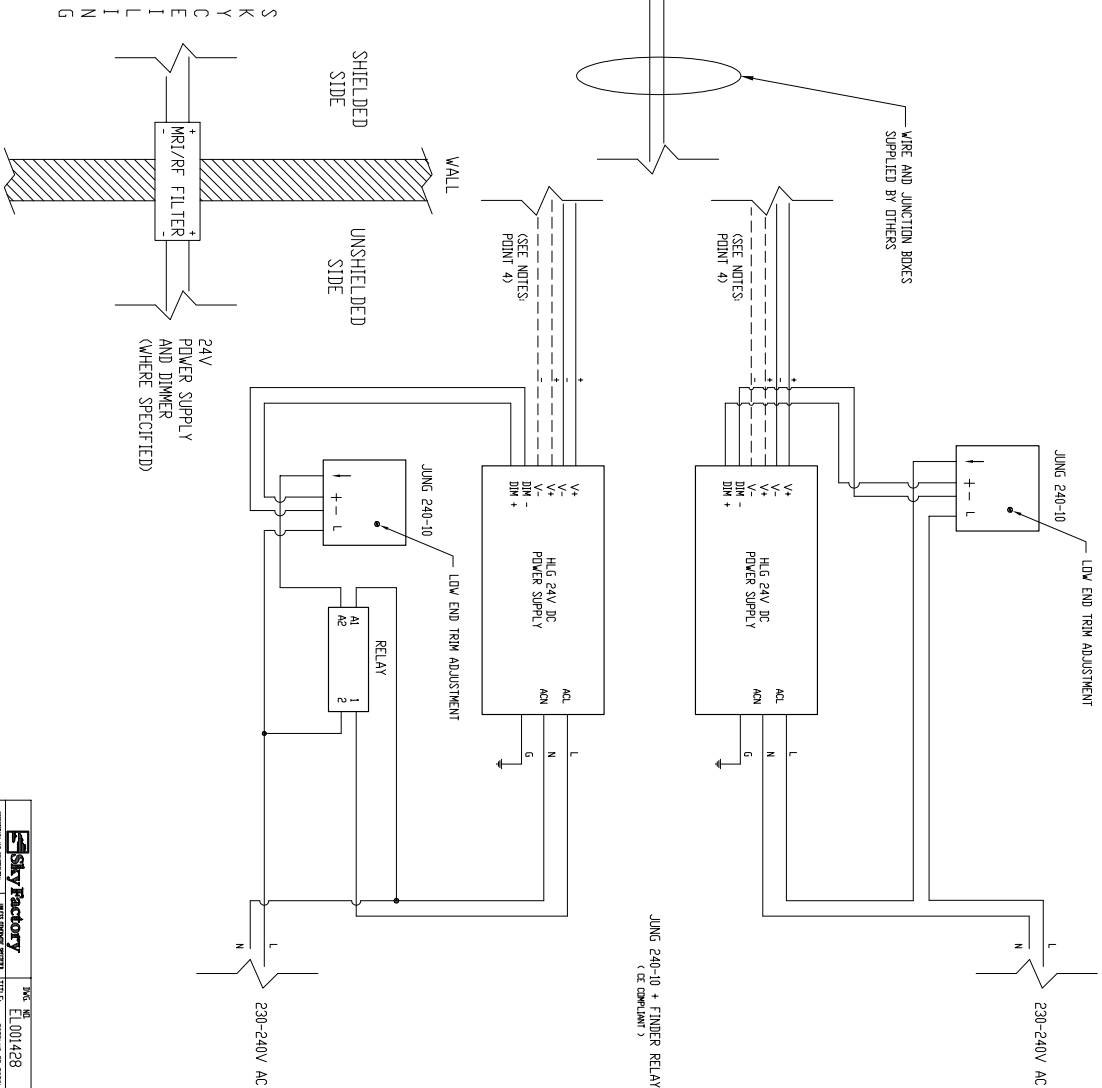 WIRE AND JUNCTION BOXES
SUPPLIED BY OTHERS
JUNG 240-10
LOW END TRIM ADJUSTMENT
↓
+
-
L
(SEE NOTES:
POINT 4)
+
-
+
-
V+
V-
V+
V-
DIM -
DIM +
HLG 24V DC
POWER SUPPLY
ACL
ACN
L
N
G
L
N
230-240V AC
JUNG 240-10 + FINDER RELAY
( CE COMPLIANT )
(SEE NOTES:
POINT 4)
+
-
+
-
V+
V-
V+
V-
DIM -
DIM +
HLG 24V DC
POWER SUPPLY
ACL
ACN
L
N
G
JUNG 240-10
LOW END TRIM ADJUSTMENT
↓
+
-
L
RELAY
A1
A2
1
2
L
N
230-240V AC
SHIELDED
SIDE
WALL
UNSHIELDED
SIDE
+ +
MRI/RF FILTER
- -
24V
POWER SUPPLY
AND DIMMER
(WHERE SPECIFIED)
S
K
Y
C
E
I
L
I
N
G
Sky Factory
DWG. NO.
EL001428
TITLE: